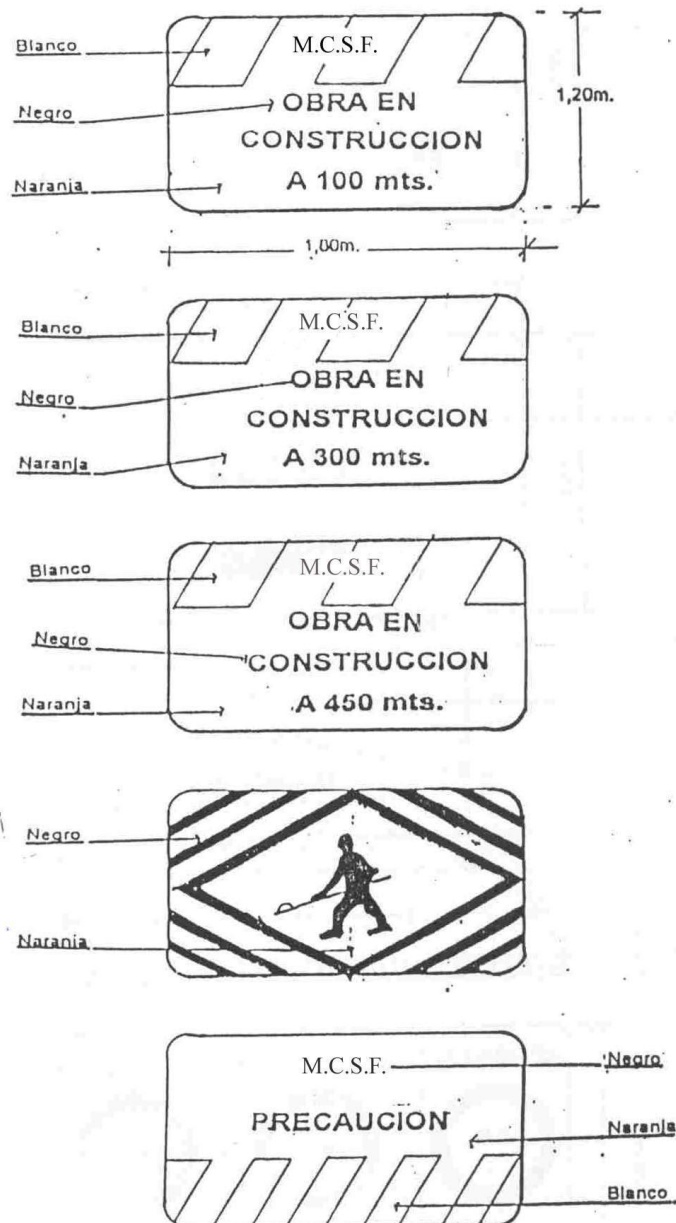 Blanco
M.C.S.F.
Negro
OBRA EN
CONSTRUCCION
A 100 mts.
Naranja
1,20m.
1,00m.
Blanco
M.C.S.F.
Negro
OBRA EN
CONSTRUCCION
A 300 mts.
Naranja
Blanco
M.C.S.F.
OBRA EN
Negro
CONSTRUCCION
A 450 mts.
Naranja
Negro
Naranja
M.C.S.F.
Negro
PRECAUCION
Naranja
Blanco